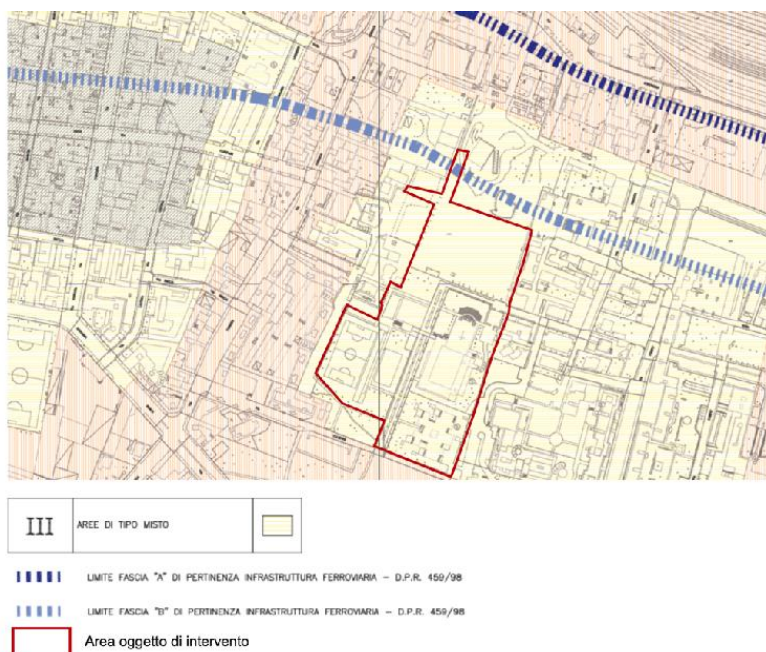 III AREE DI TIPO MISTO
LIMITE FASCIA "A" DI PERTINENZA INFRASTRUTTURA FERROVIARIA – D.P.R. 459/98
LIMITE FASCIA "B" DI PERTINENZA INFRASTRUTTURA FERROVIARIA – D.P.R. 459/98
Area oggetto di intervento